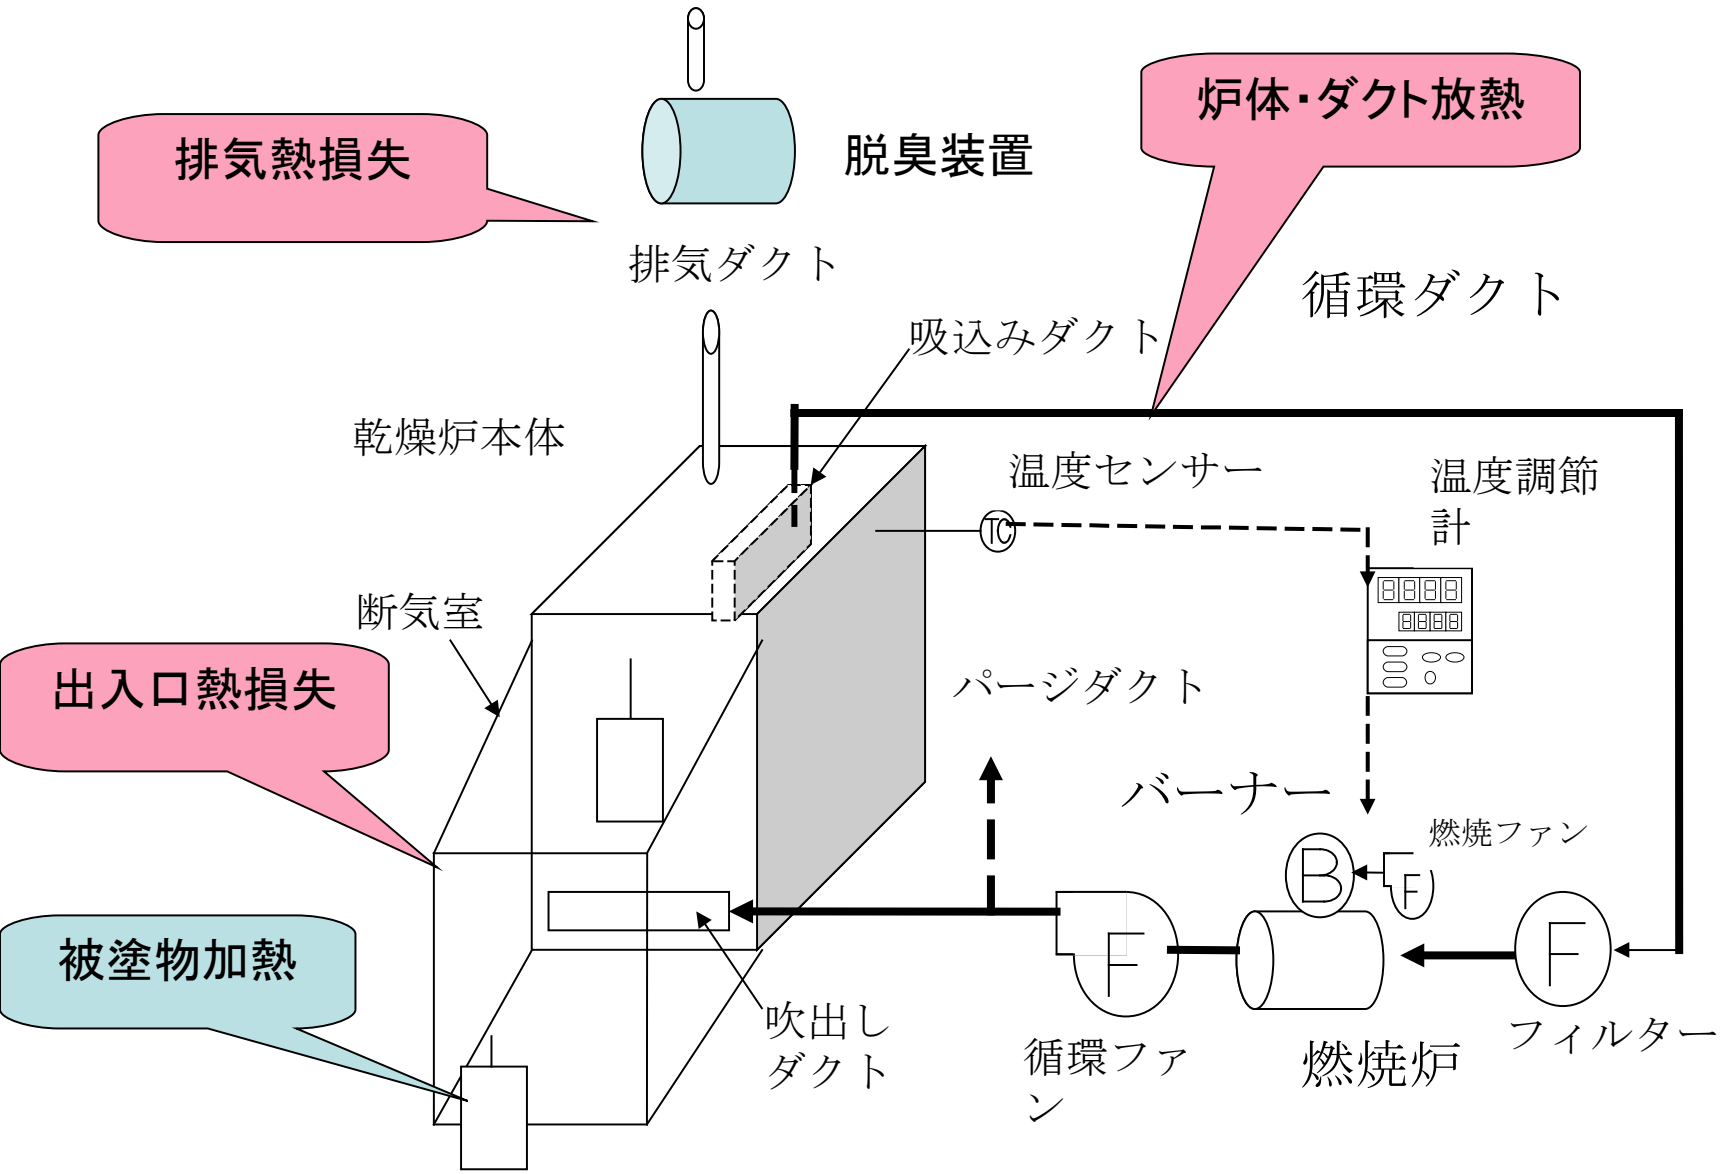 炉体・ダクト放熱
排気熱損失
脱臭装置
排気ダクト
循環ダクト
吸込みダクト
乾燥炉本体
温度センサー
温度調節
計
TC
断気室
出入口熱損失
パージダクト
バーナー
燃焼ファン
B
F
被塗物加熱
F
F
吹出し
ダクト
循環ファ
ン
燃焼炉
フィルター